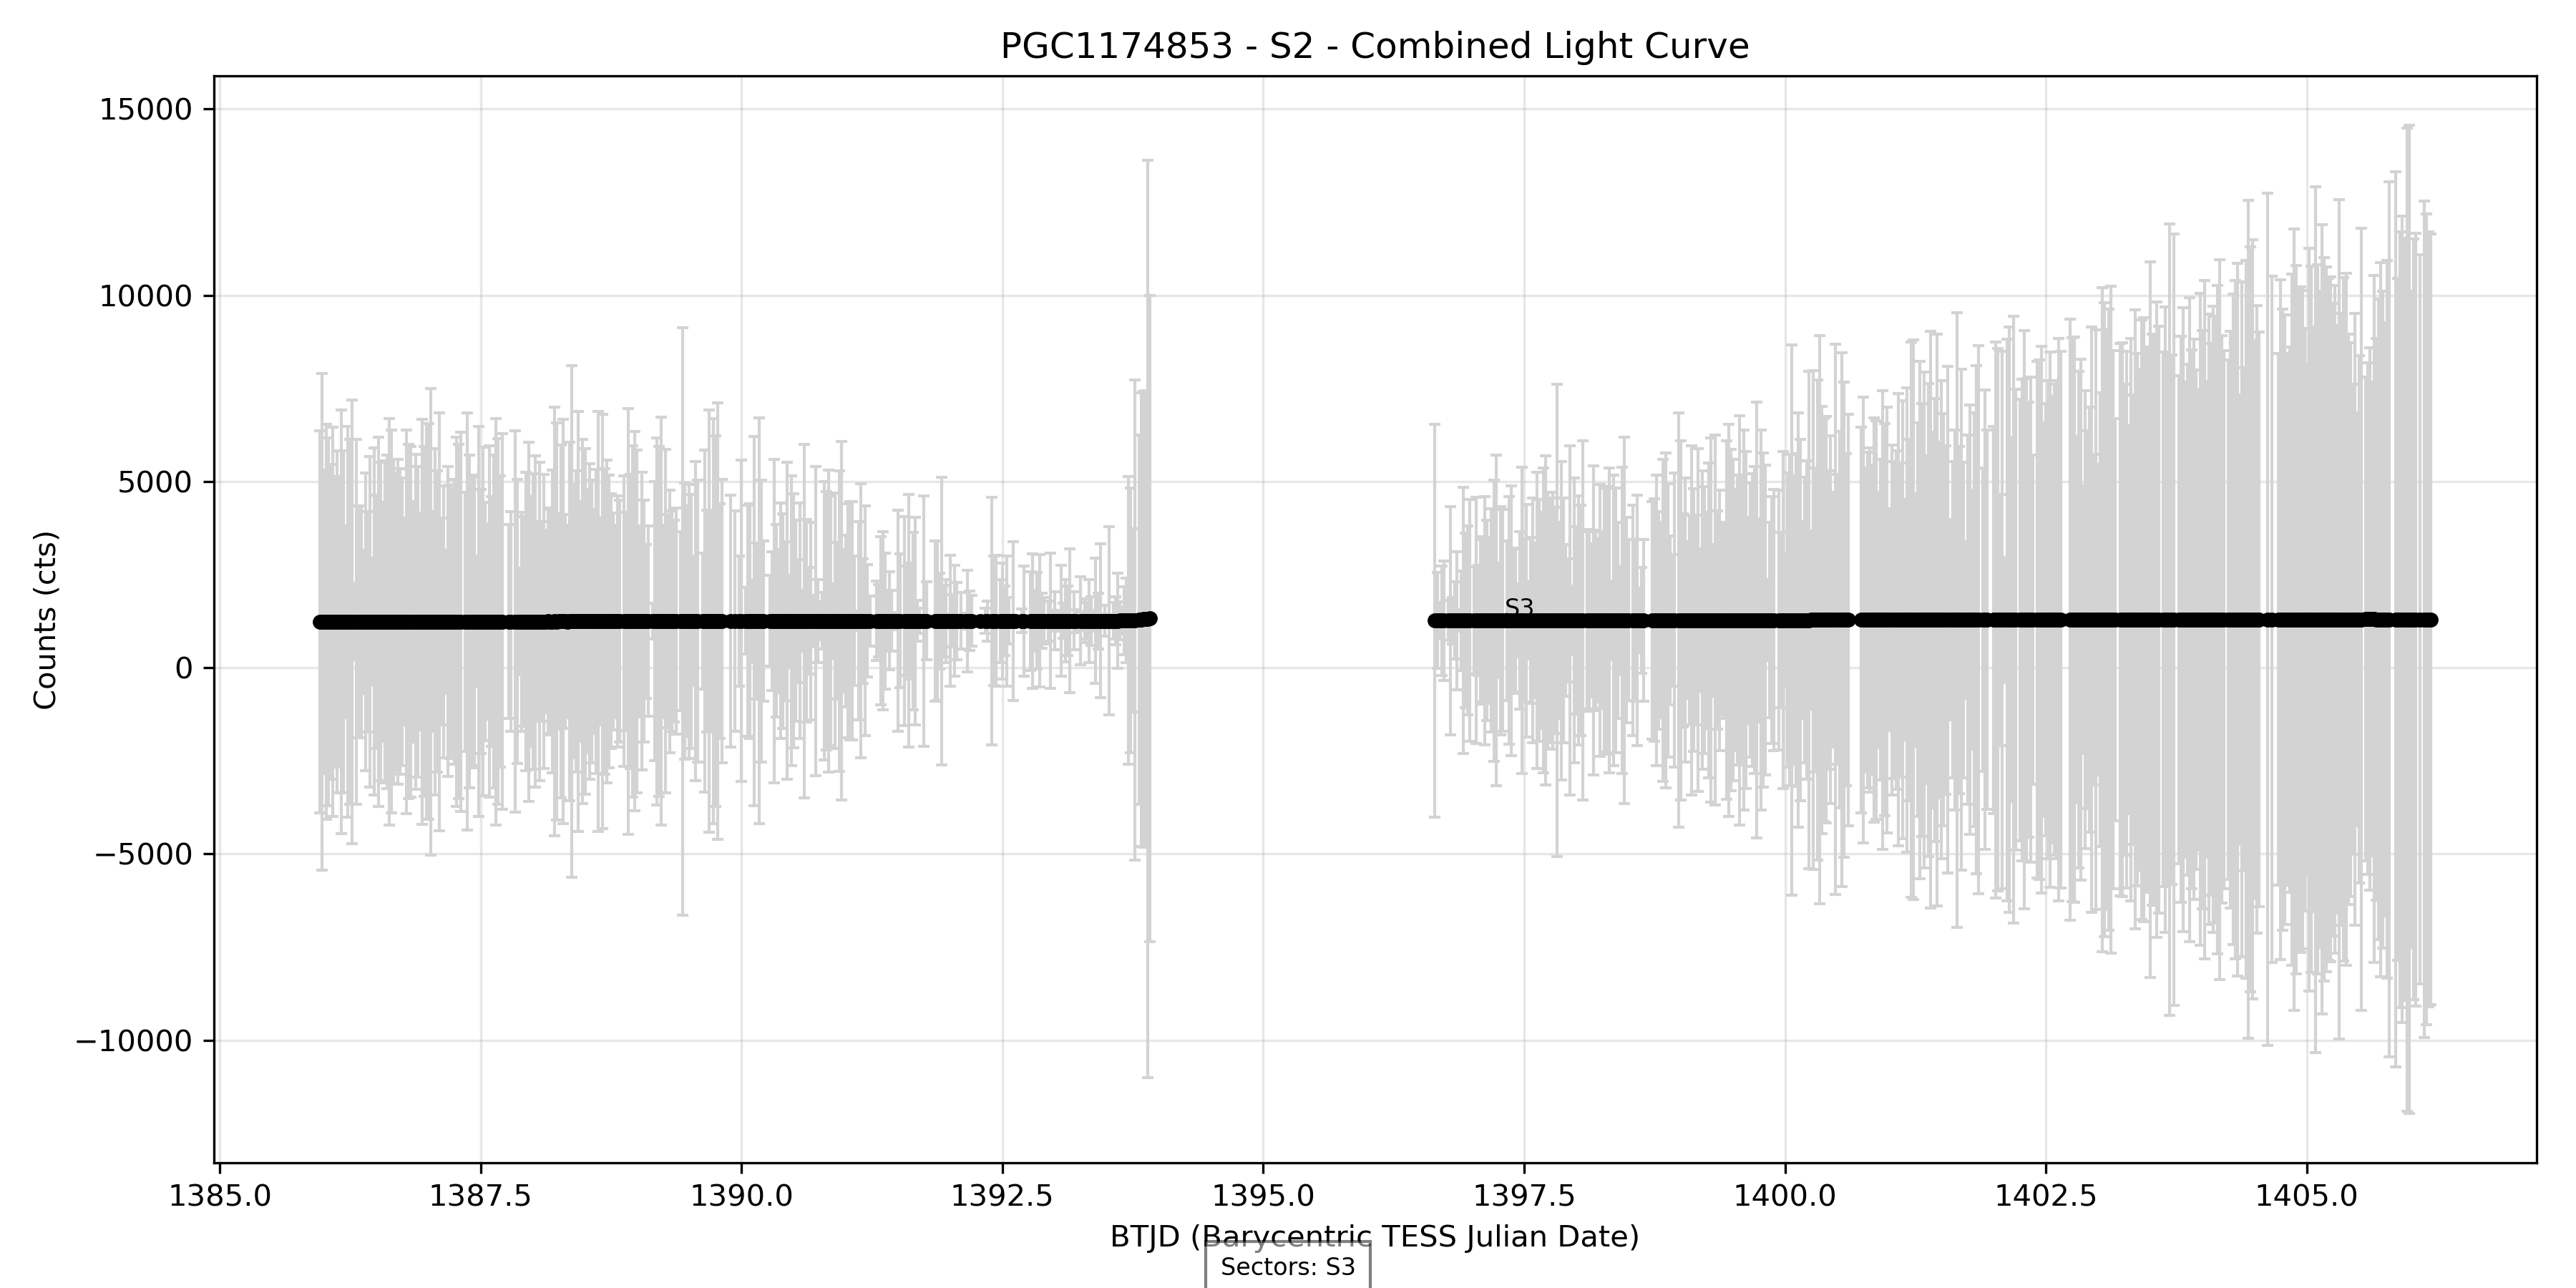 PGC1174853 - S2 - Combined Light Curve
15000
10000
5000
0
−5000
−10000
Counts (cts)
S3
1385.0 1387.5 1390.0 1392.5 1395.0 1397.5 1400.0 1402.5 1405.0
BTJD (Barycentric TESS Julian Date)
Sectors: S3